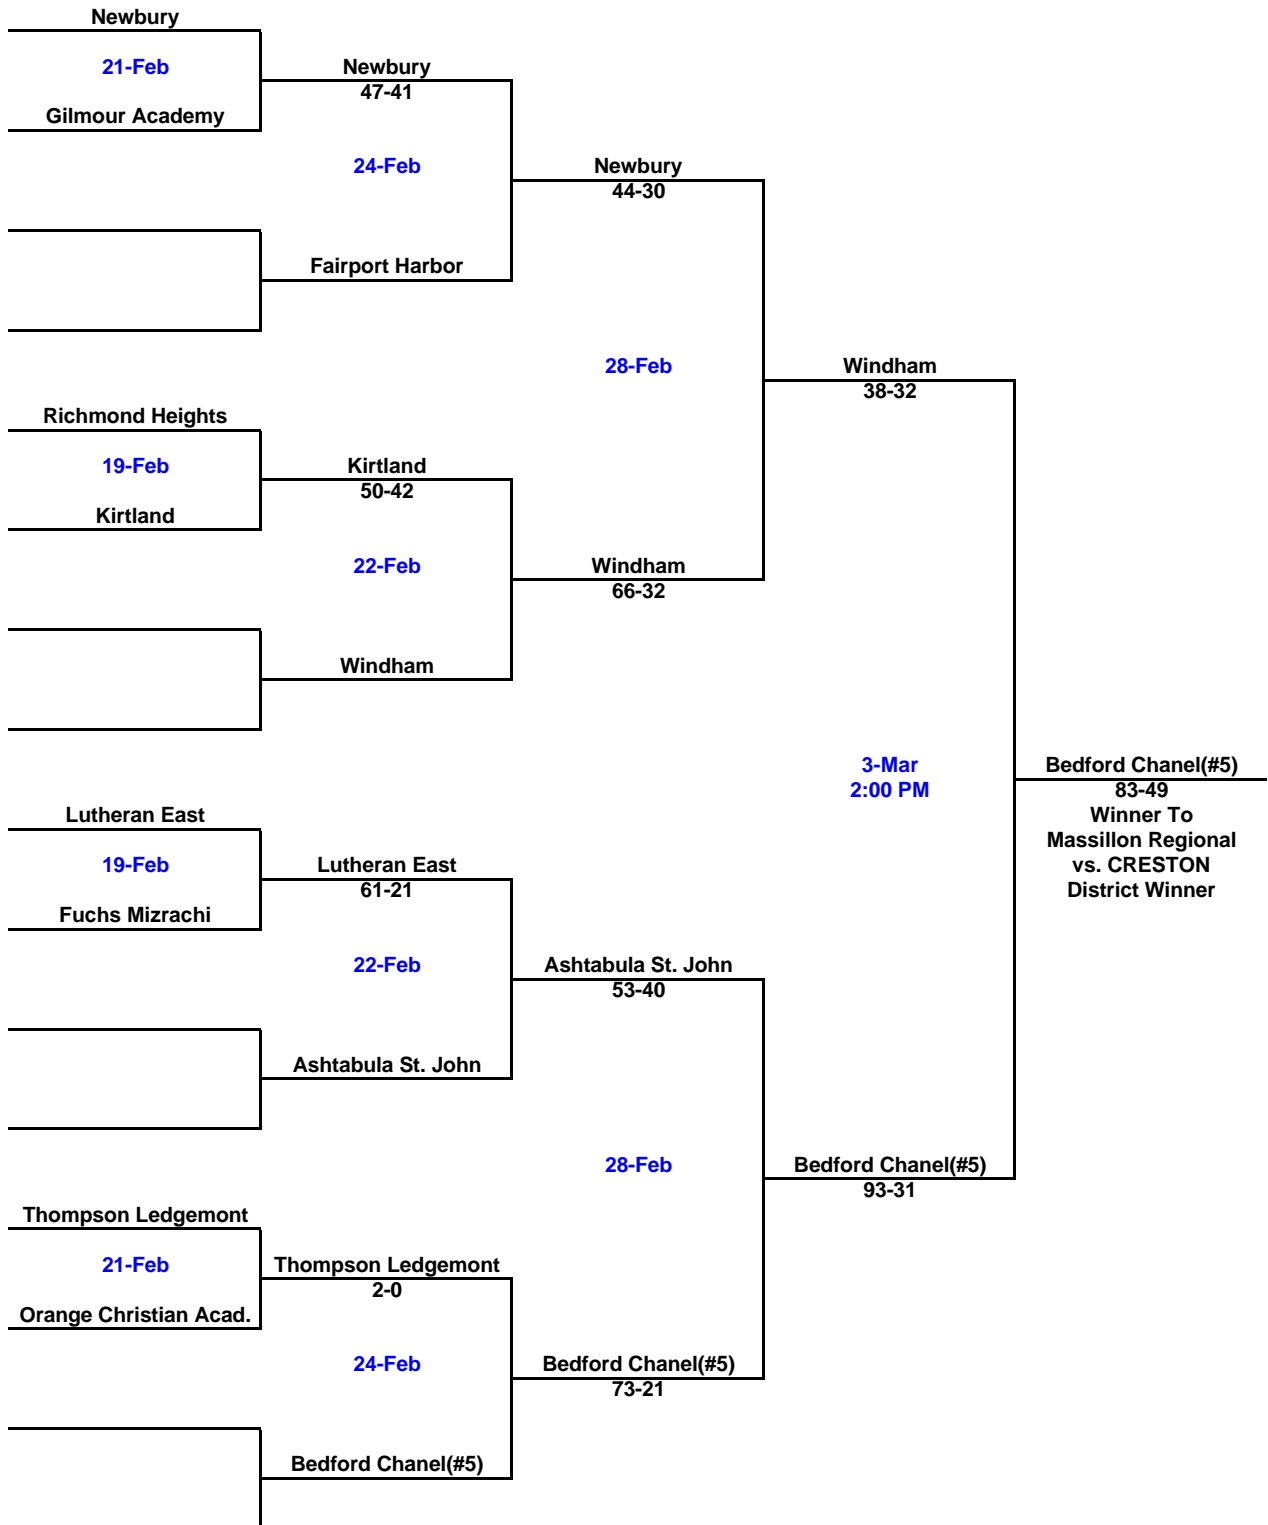 Newbury
21-Feb
Newbury
47-41
Gilmour Academy
24-Feb
Newbury
44-30
Fairport Harbor
28-Feb
Windham
38-32
Richmond Heights
19-Feb
Kirtland
50-42
Kirtland
22-Feb
Windham
66-32
Windham
3-Mar
2:00 PM
Bedford Chanel(#5)
83-49
Winner To
Massillon Regional
vs. CRESTON
District Winner
Lutheran East
19-Feb
Lutheran East
61-21
Fuchs Mizrachi
22-Feb
Ashtabula St. John
53-40
Ashtabula St. John
28-Feb
Bedford Chanel(#5)
93-31
Thompson Ledgemont
21-Feb
Thompson Ledgemont
2-0
Orange Christian Acad.
24-Feb
Bedford Chanel(#5)
73-21
Bedford Chanel(#5)